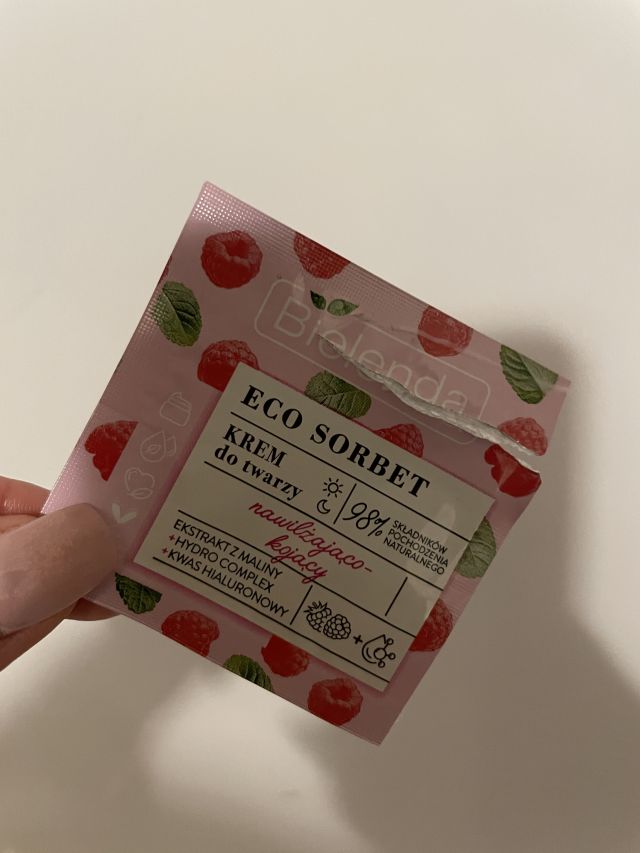 Bielenda
ECO SORBET
KREM
do twarzy
98%
SKŁADNIKÓW
POCHODZENIA
NATURALNEGO
nawilżająco-
kojący
EKSTRAKT Z MALINY
+HYDRO COMPLEX
+KWAS HIALURONOWY
+